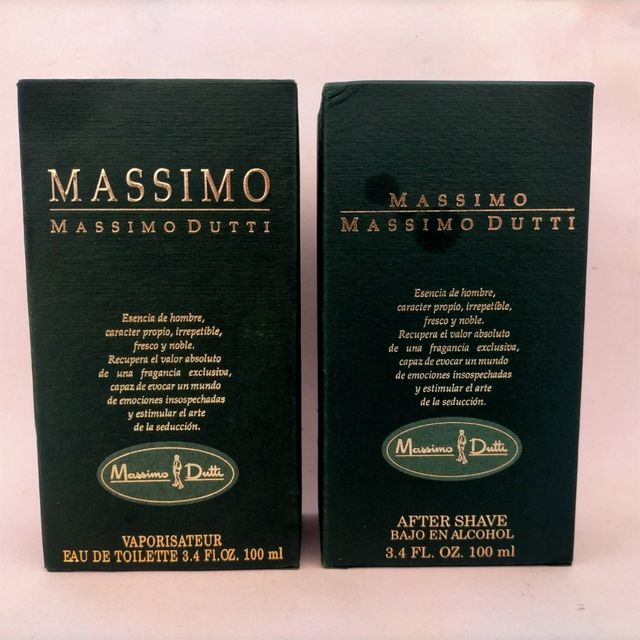 MASSIMO
MASSIMO DUTTI
Esencia de hombre,
caracter propio, irrepetible,
fresco y noble.
Recupera el valor absoluto
de una fragancia exclusiva,
capaz de evocar un mundo
de emociones insospechadas
y estimular el arte
de la seducción.
Massimo Dutti
VAPORISATEUR
EAU DE TOILETTE 3.4 Fl.OZ. 100 ml
MASSIMO
MASSIMO DUTTI
Esencia de hombre,
caracter propio, irrepetible,
fresco y noble.
Recupera el valor absoluto
de una fragancia exclusiva,
capaz de evocar un mundo
de emociones insospechadas
y estimular el arte
de la seducción.
Massimo Dutti
AFTER SHAVE
BAJO EN ALCOHOL
3.4 FL. OZ. 100 ml